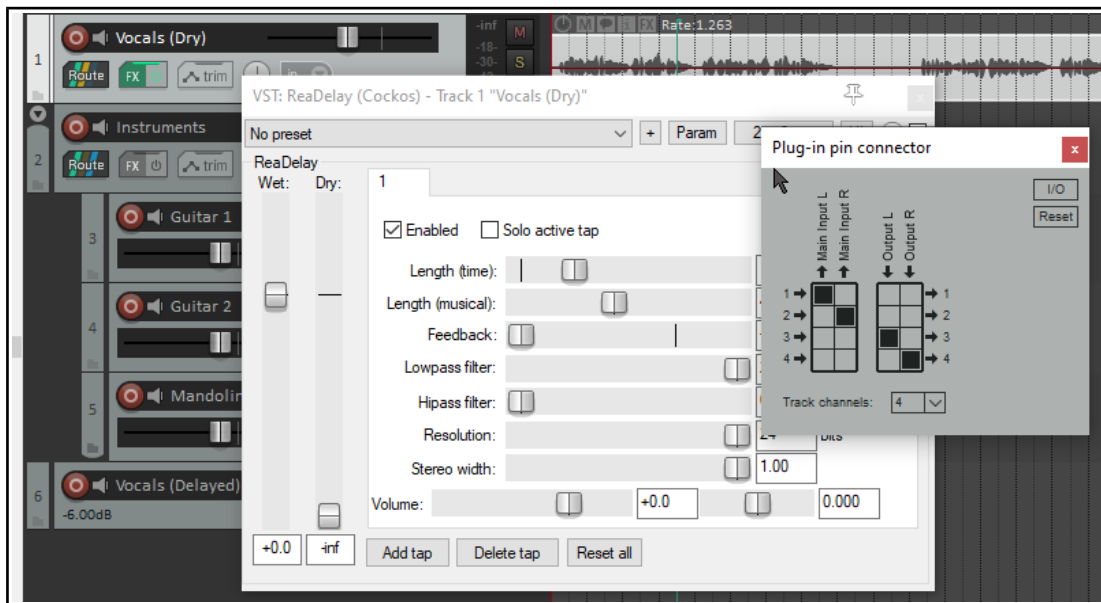 Vocals (Dry)
-inf
M
M
FX
Rate:1.263
1
-18-
-30-
S
Route
FX
trim
in
VST: ReaDelay (Cockos) - Track 1 "Vocals (Dry)"
Instruments
No preset
+
Param
2
Route
FX
trim
ReaDelay
Wet:
Dry:
1
Plug-in pin connector
x
I/O
Reset
Main Input L
Main Input R
Output L
Output R
Guitar 1
3
Enabled
Solo active tap
Length (time):
Length (musical):
Feedback:
Lowpass filter:
Hipass filter:
Resolution:
24
bits
Stereo width:
1.00
Volume:
+0.0
0.000
1
1
2
2
3
3
4
4
Track channels:
4
Guitar 2
4
Mandolin
5
Vocals (Delayed)
6
-6.00dB
+0.0
-inf
Add tap
Delete tap
Reset all